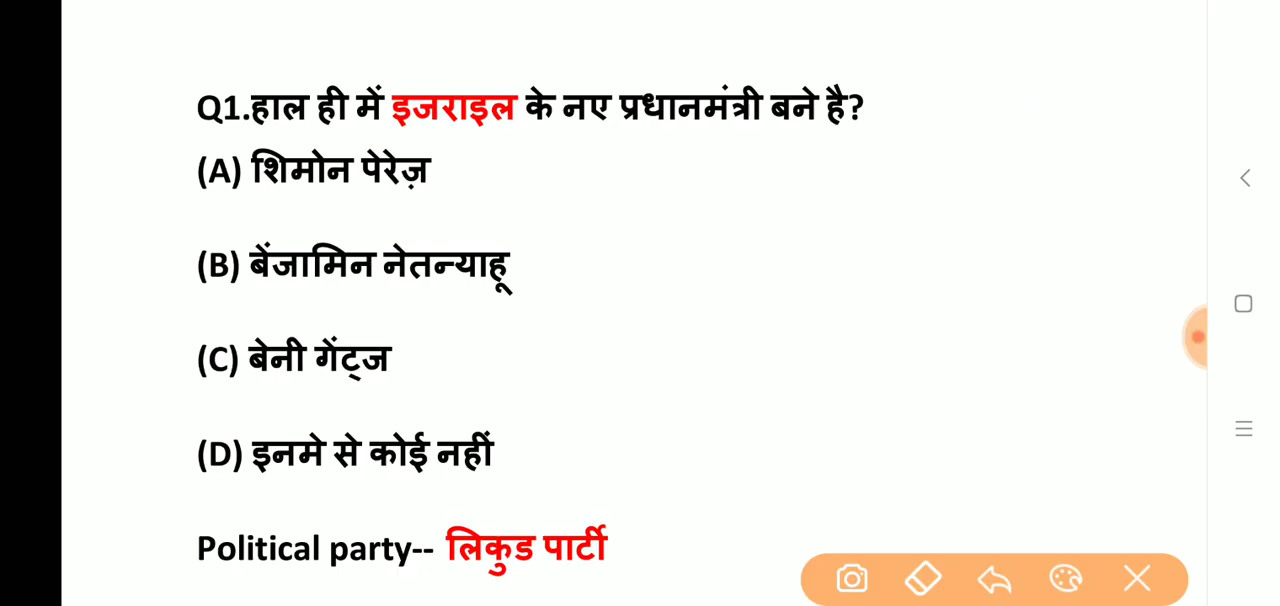 Q1.हाल ही में इजराइल के नए प्रधानमंत्री बने है?
(A) शिमोन पेरेज़
(B) बेंजामिन नेतन्याहू
(C) बेनी गेंट्ज
(D) इनमे से कोई नहीं
Political party-- लिकुड पार्टी